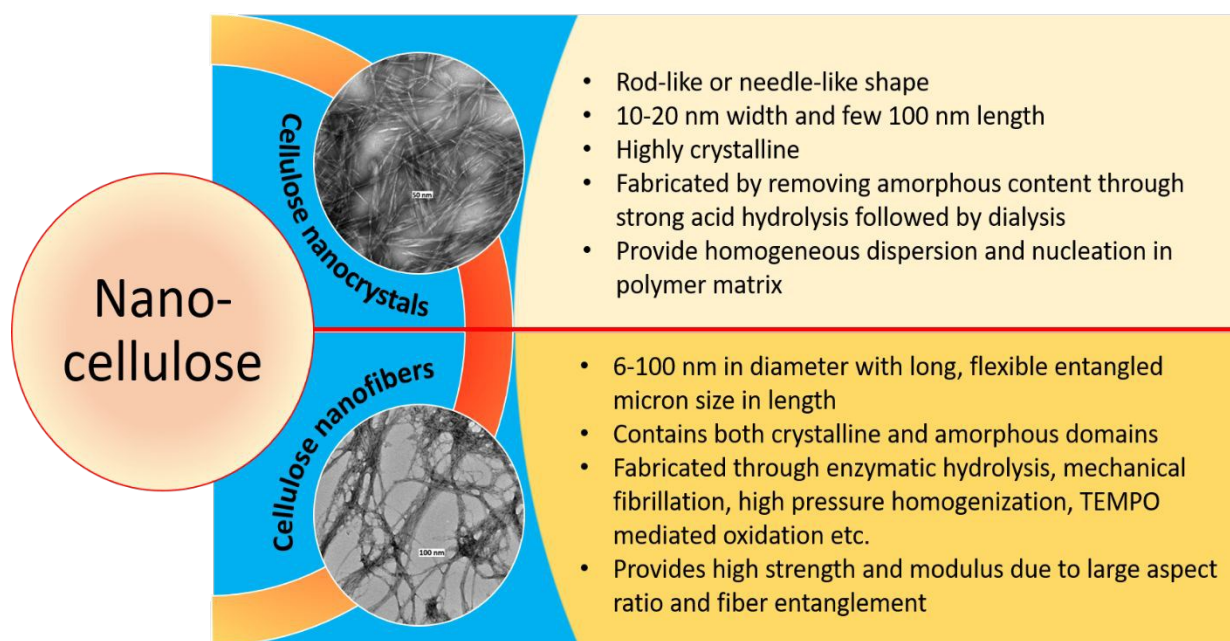 Nano-
cellulose
Cellulose nanocrystals
50 nm
• Rod-like or needle-like shape
• 10-20 nm width and few 100 nm length
• Highly crystalline
• Fabricated by removing amorphous content through
strong acid hydrolysis followed by dialysis
• Provide homogeneous dispersion and nucleation in
polymer matrix
Cellulose nanofibers
100 nm
• 6-100 nm in diameter with long, flexible entangled
micron size in length
• Contains both crystalline and amorphous domains
• Fabricated through enzymatic hydrolysis, mechanical
fibrillation, high pressure homogenization, TEMPO
mediated oxidation etc.
• Provides high strength and modulus due to large aspect
ratio and fiber entanglement